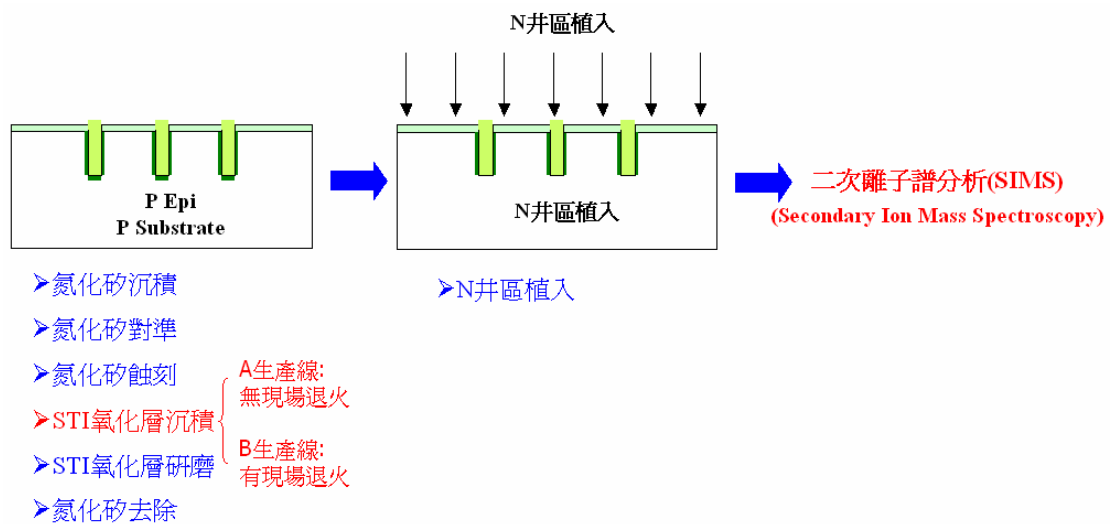 N井區植入
P Epi
P Substrate
N井區植入
二次離子譜分析(SIMS)
(Secondary Ion Mass Spectroscopy)
➢氮化矽沉積
➢氮化矽對準
➢氮化矽蝕刻
➢STI氧化層沉積
➢STI氧化層研磨
➢氮化矽去除
A生產線:
無現場退火
B生產線:
有現場退火
➢N井區植入